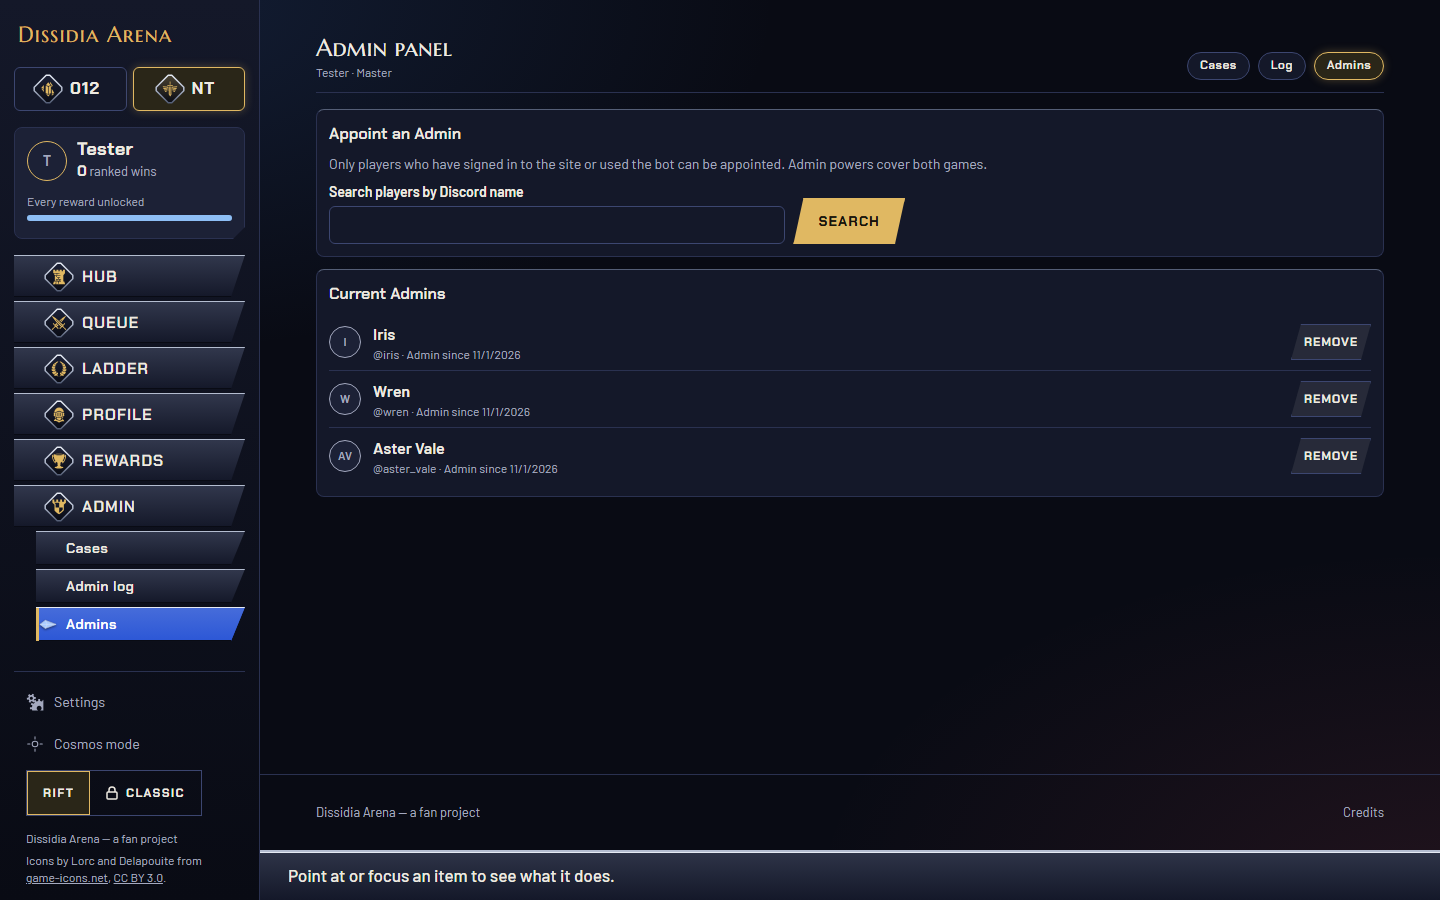 Dissidia Arena
012
NT
T
Tester
0 ranked wins
Every reward unlocked
HUB
QUEUE
LADDER
PROFILE
REWARDS
ADMIN
Cases
Admin log
Admins
Settings
Cosmos mode
RIFT
CLASSIC
Dissidia Arena — a fan project
Icons by Lorc and Delapouite from
game-icons.net, CC BY 3.0.
Admin panel
Tester · Master
Cases
Log
Admins
Appoint an Admin
Only players who have signed in to the site or used the bot can be appointed. Admin powers cover both games.
Search players by Discord name
SEARCH
Current Admins
I
Iris
@iris · Admin since 11/1/2026
REMOVE
W
Wren
@wren · Admin since 11/1/2026
REMOVE
AV
Aster Vale
@aster_vale · Admin since 11/1/2026
REMOVE
Dissidia Arena — a fan project
Credits
Point at or focus an item to see what it does.